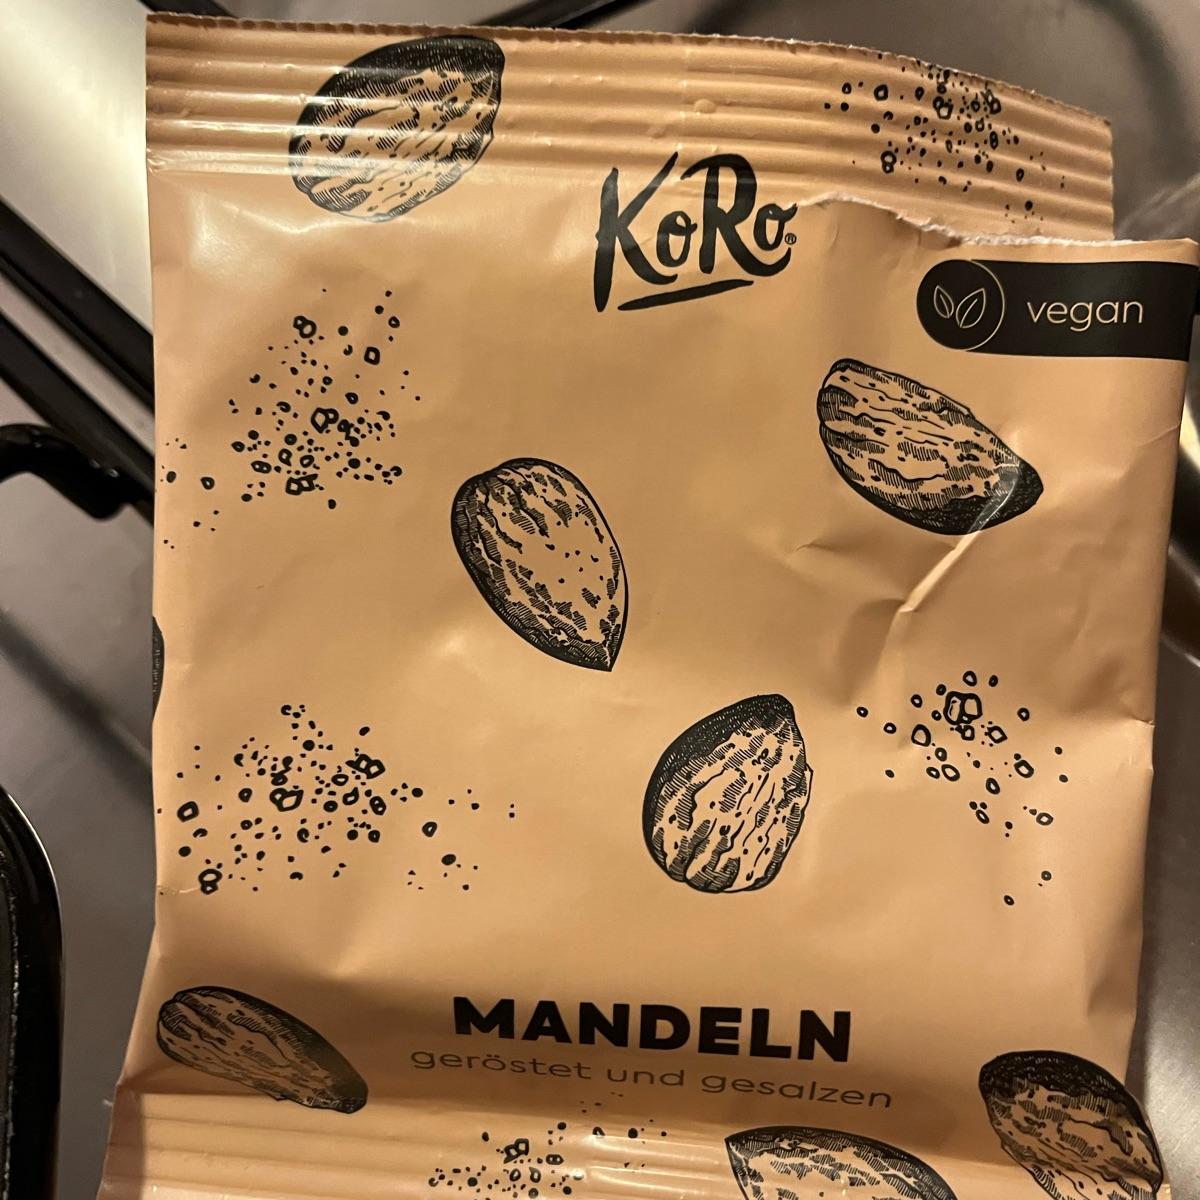 KoRo®
vegan
MANDELN
geröstet und gesalzen